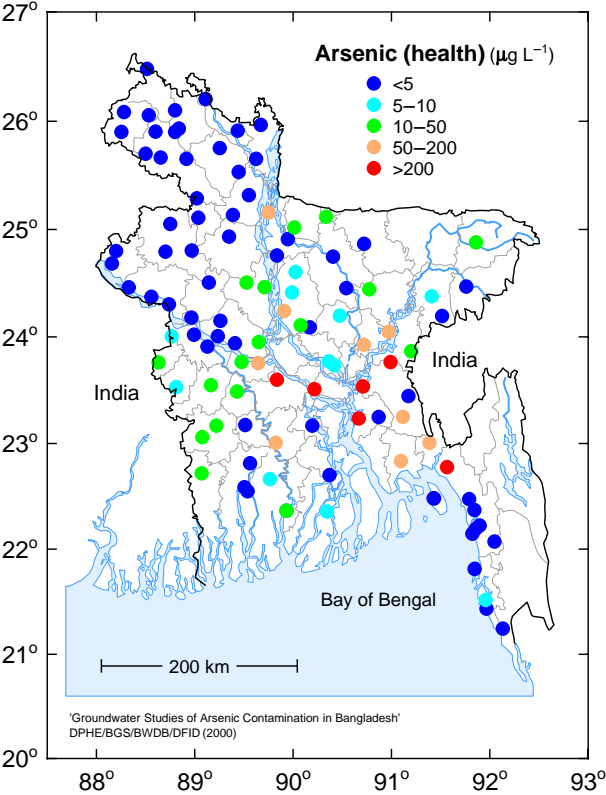 27°
Arsenic (health) (µg L⁻¹)
<5
5–10
10–50
50–200
>200
26°
25°
24°
India
India
23°
22°
Bay of Bengal
21°
200 km
'Groundwater Studies of Arsenic Contamination in Bangladesh'
DPHE/BGS/BWDB/DFID (2000)
20°
88° 89° 90° 91° 92° 93°